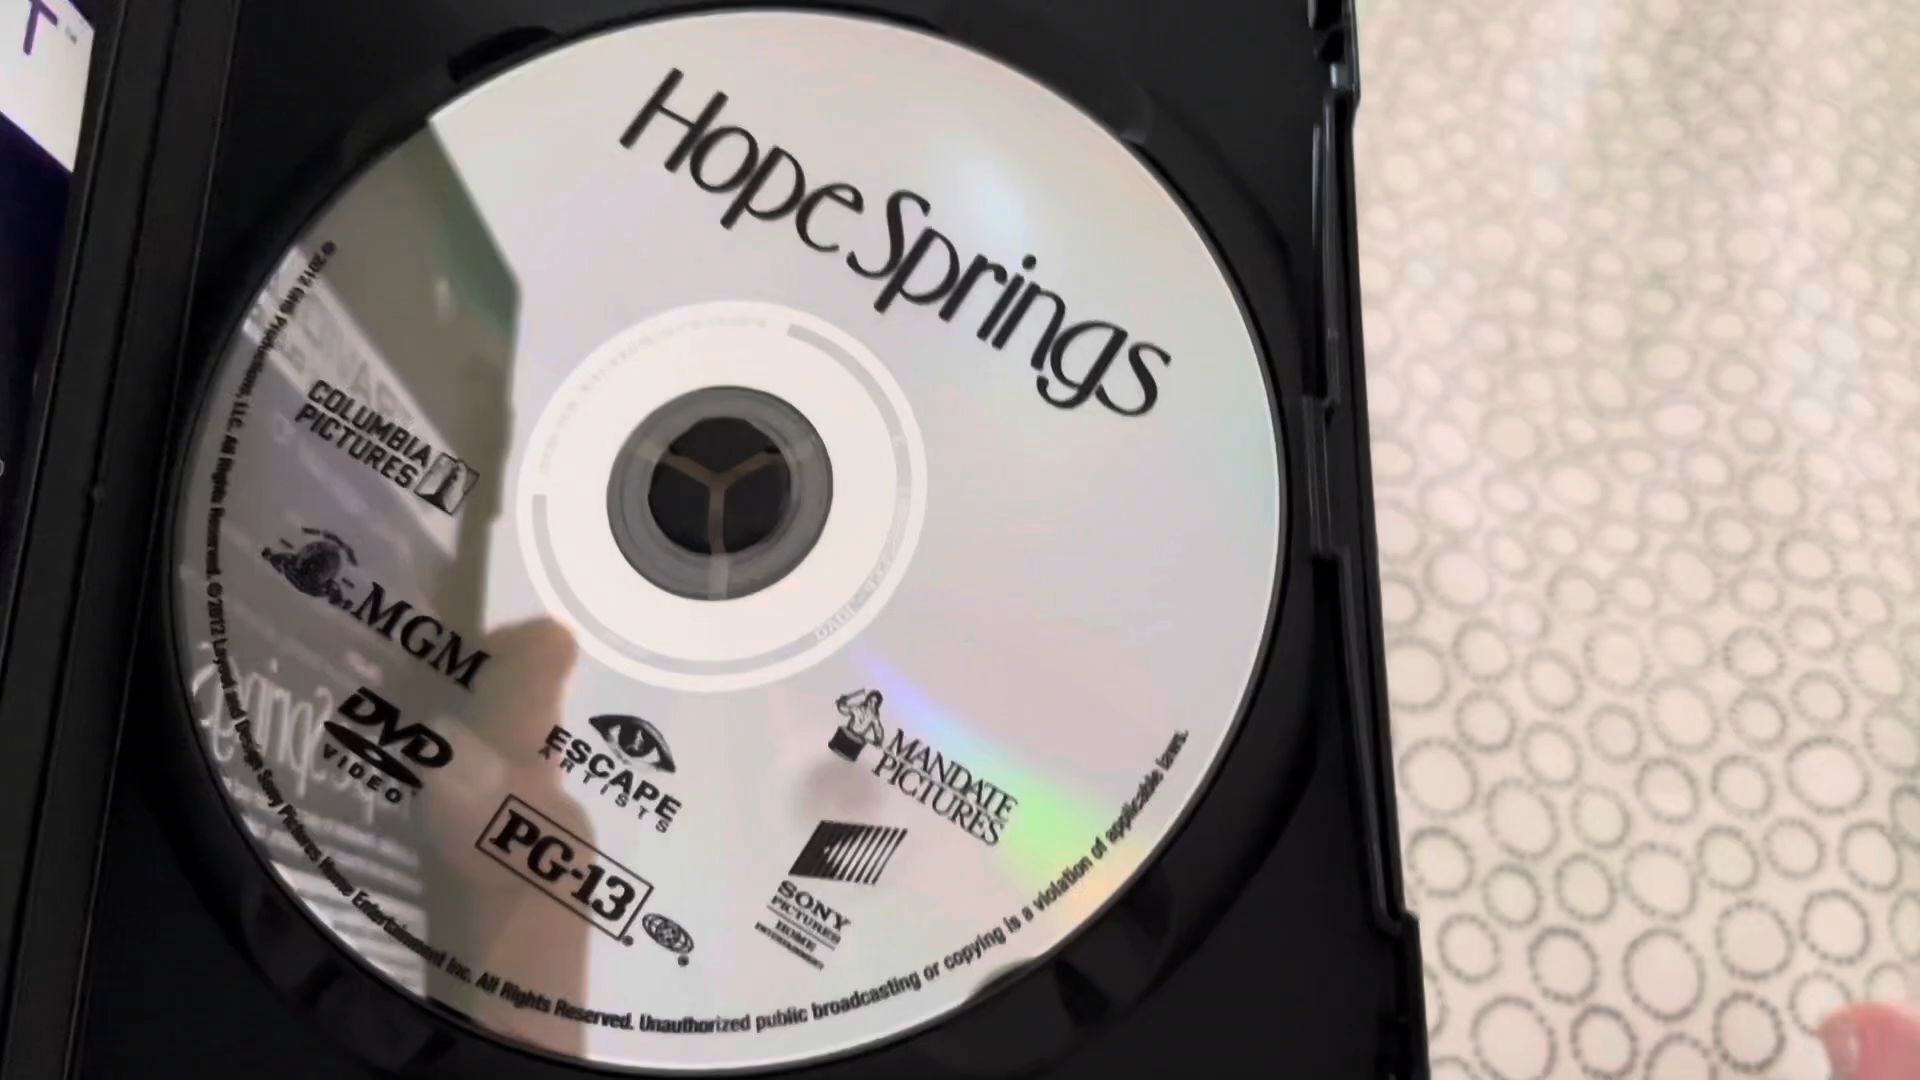 T
Hope Springs
COLUMBIA
PICTURES
MGM
DVD
VIDEO
ESCAPE
ARTISTS
MANDATE
PICTURES
PG-13
SONY
PICTURES
HOME
ENTERTAINMENT
© 2012 GHS Productions, LLC. All Rights Reserved. © 2012 Layout and Design Sony Pictures Home Entertainment Inc. All Rights Reserved. Unauthorized public broadcasting or copying is a violation of applicable laws.